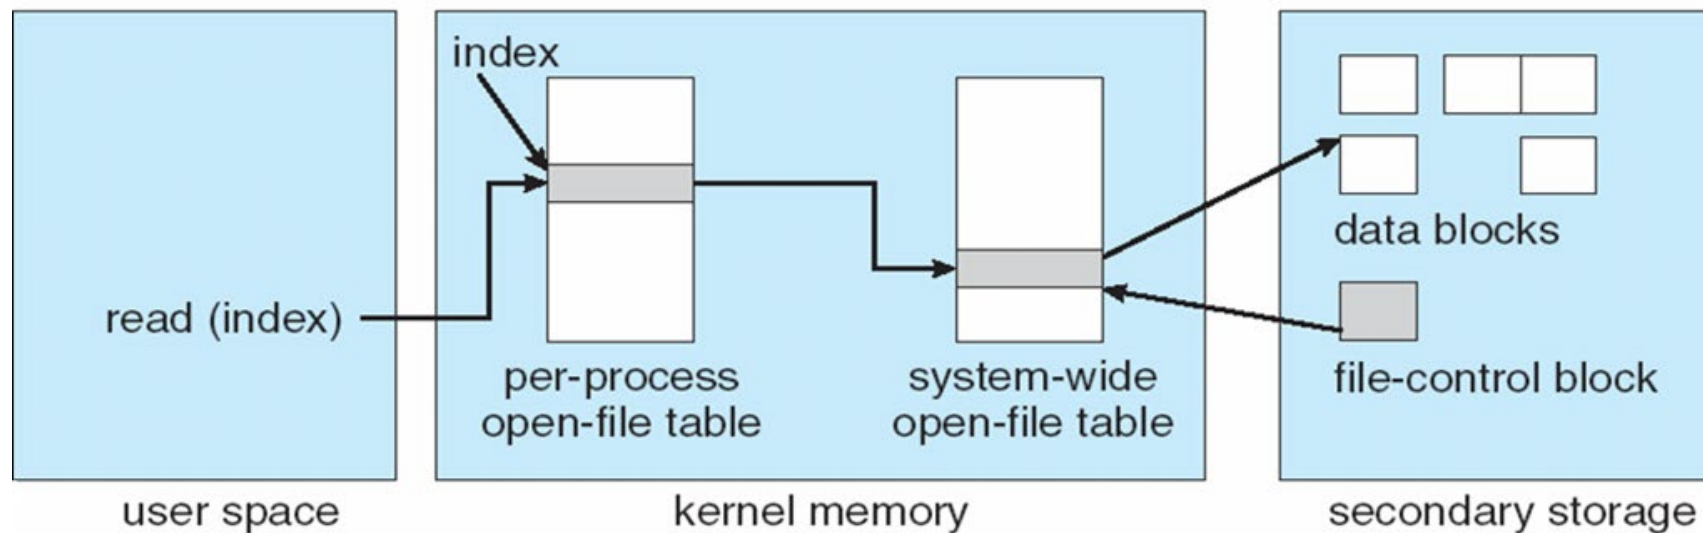 index
read (index)
per-process
open-file table
system-wide
open-file table
data blocks
file-control block
user space
kernel memory
secondary storage